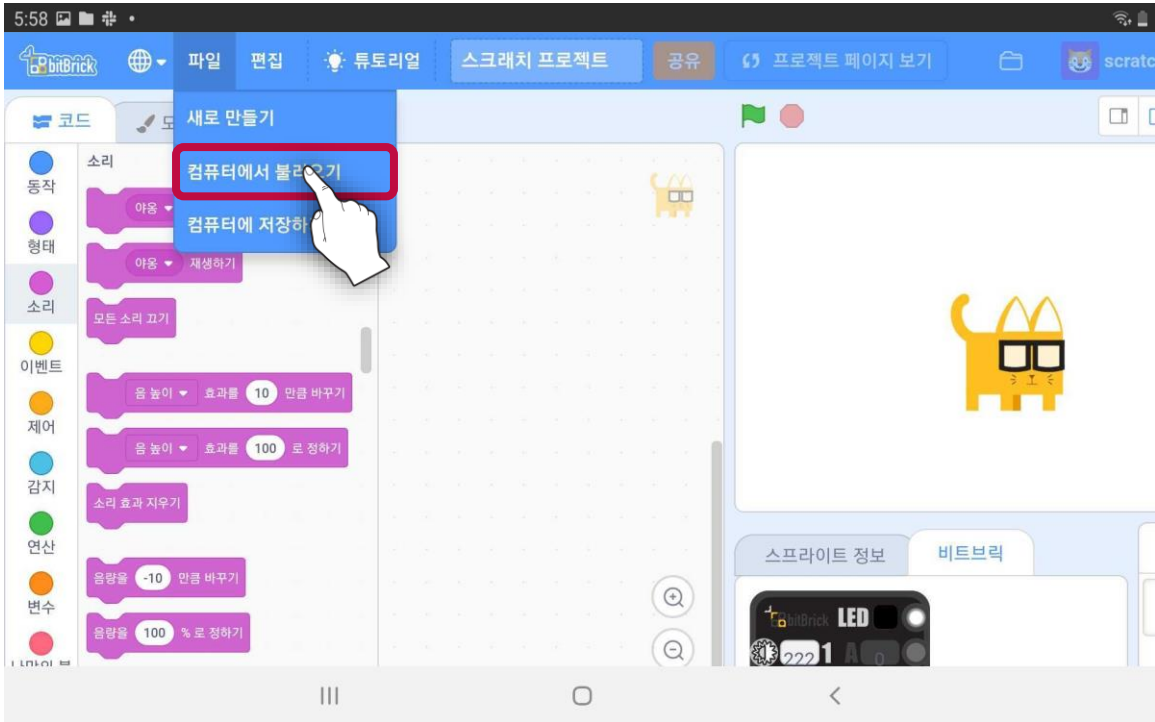 5:58
bitBrick 파일 편집 튜토리얼 스크래치 프로젝트 공유 프로젝트 페이지 보기 scratc
코드
새로 만들기
컴퓨터에서 불러오기
컴퓨터에 저장하
동작
형태
소리
이벤트
제어
감지
연산
변수
소리
야옹
야옹 재생하기
모든 소리 끄기
음 높이 효과를 10 만큼 바꾸기
음 높이 효과를 100 로 정하기
소리 효과 지우기
음량을 -10 만큼 바꾸기
음량을 100 % 로 정하기
스프라이트 정보 비트브릭
bitBrick LED
222 1 A 0